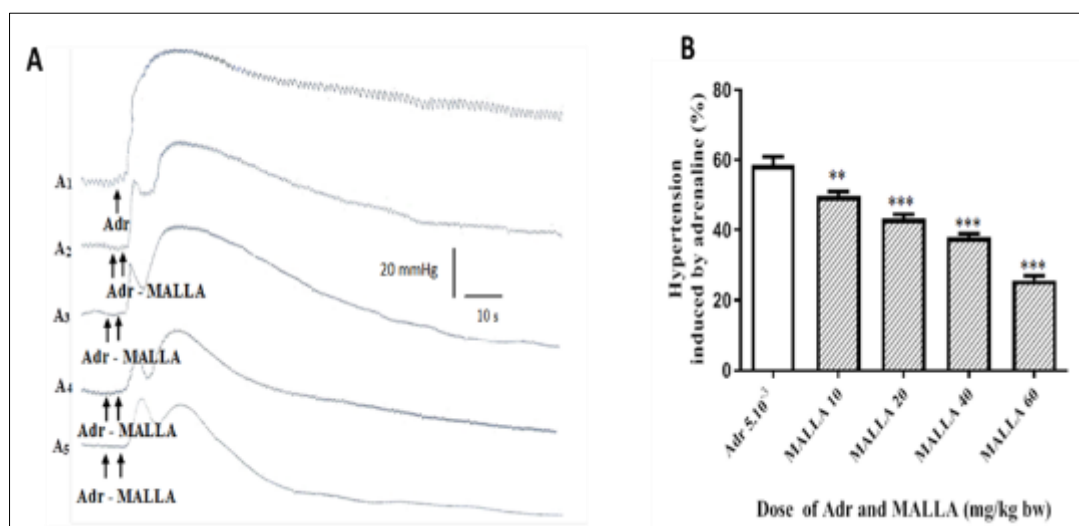 A
A1
Adr
A2
Adr - MALLA
20 mmHg
10 s
A3
Adr - MALLA
A4
Adr - MALLA
A5
Adr - MALLA
B
Hypertension
induced by adrenaline (%)
80
60
40
20
0
**
***
***
***
Adr 5.10⁻³
MALLA 10
MALLA 20
MALLA 40
MALLA 60
Dose of Adr and MALLA (mg/kg bw)